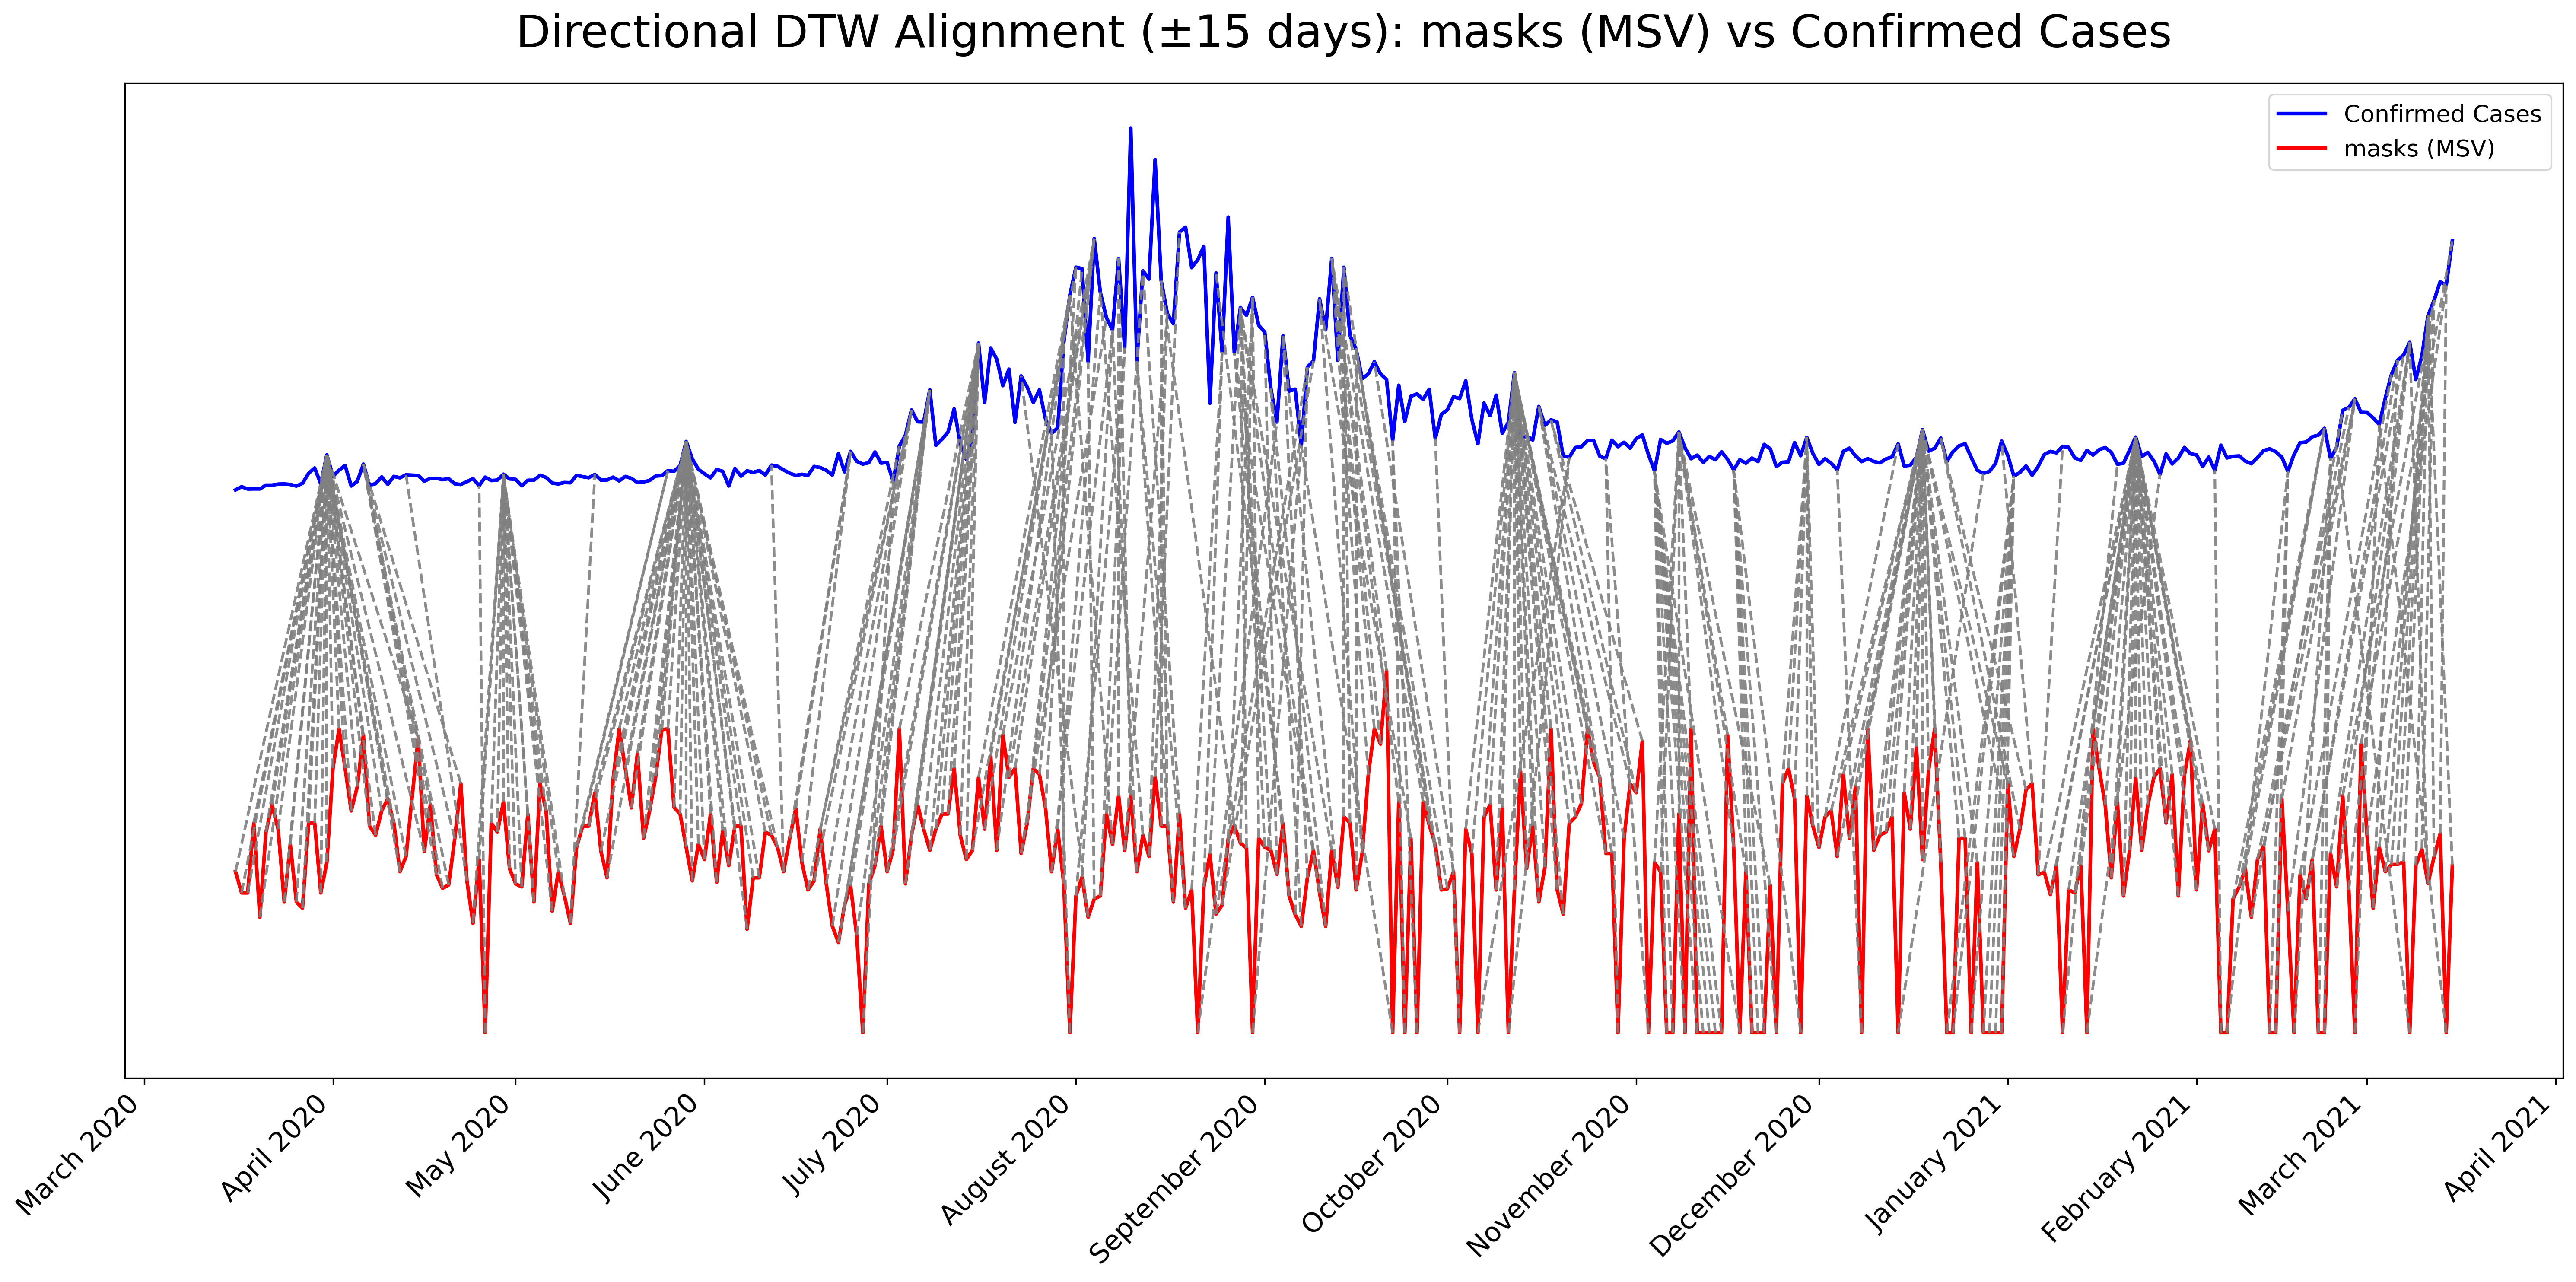 Directional DTW Alignment (±15 days): masks (MSV) vs Confirmed Cases
Confirmed Cases
masks (MSV)
March 2020
April 2020
May 2020
June 2020
July 2020
August 2020
September 2020
October 2020
November 2020
December 2020
January 2021
February 2021
March 2021
April 2021